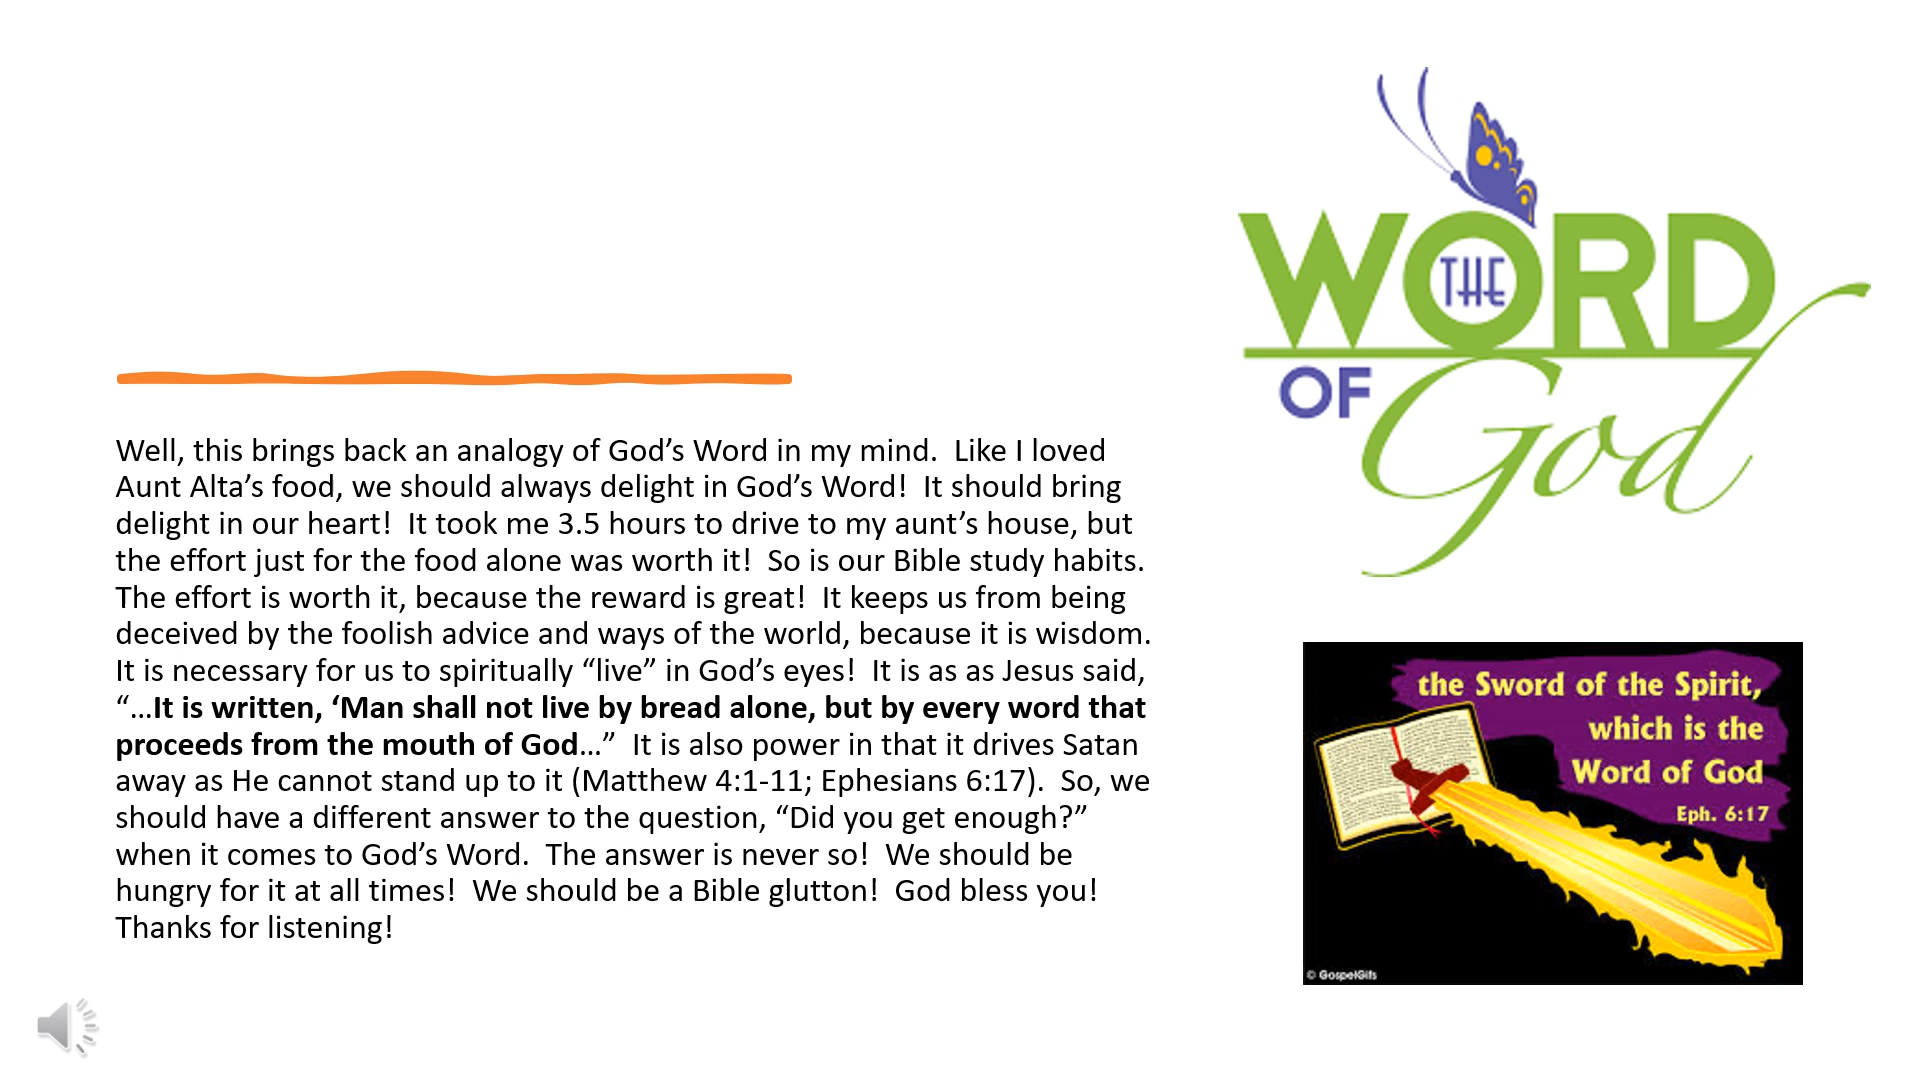 Well, this brings back an analogy of God’s Word in my mind.  Like I loved
Aunt Alta’s food, we should always delight in God’s Word!  It should bring
delight in our heart!  It took me 3.5 hours to drive to my aunt’s house, but
the effort just for the food alone was worth it!  So is our Bible study habits.
The effort is worth it, because the reward is great!  It keeps us from being
deceived by the foolish advice and ways of the world, because it is wisdom.
It is necessary for us to spiritually “live” in God’s eyes!  It is as as Jesus said,
“…It is written, ‘Man shall not live by bread alone, but by every word that
proceeds from the mouth of God…”  It is also power in that it drives Satan
away as He cannot stand up to it (Matthew 4:1-11; Ephesians 6:17).  So, we
should have a different answer to the question, “Did you get enough?”
when it comes to God’s Word.  The answer is never so!  We should be
hungry for it at all times!  We should be a Bible glutton!  God bless you!
Thanks for listening!
THE
WORD
OF God
the Sword of the Spirit,
which is the
Word of God
Eph. 6:17
© GospelGifs